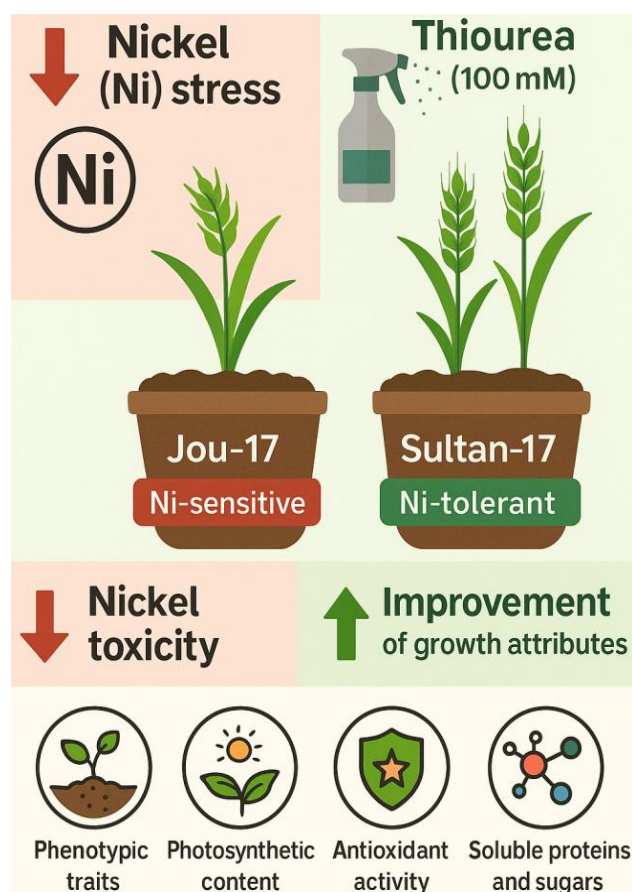 Nickel
(Ni) stress
Ni
Thiourea
(100 mM)
Jou-17
Ni-sensitive
Sultan-17
Ni-tolerant
Nickel
toxicity
Improvement
of growth attributes
Phenotypic
traits
Photosynthetic
content
Antioxidant
activity
Soluble proteins
and sugars